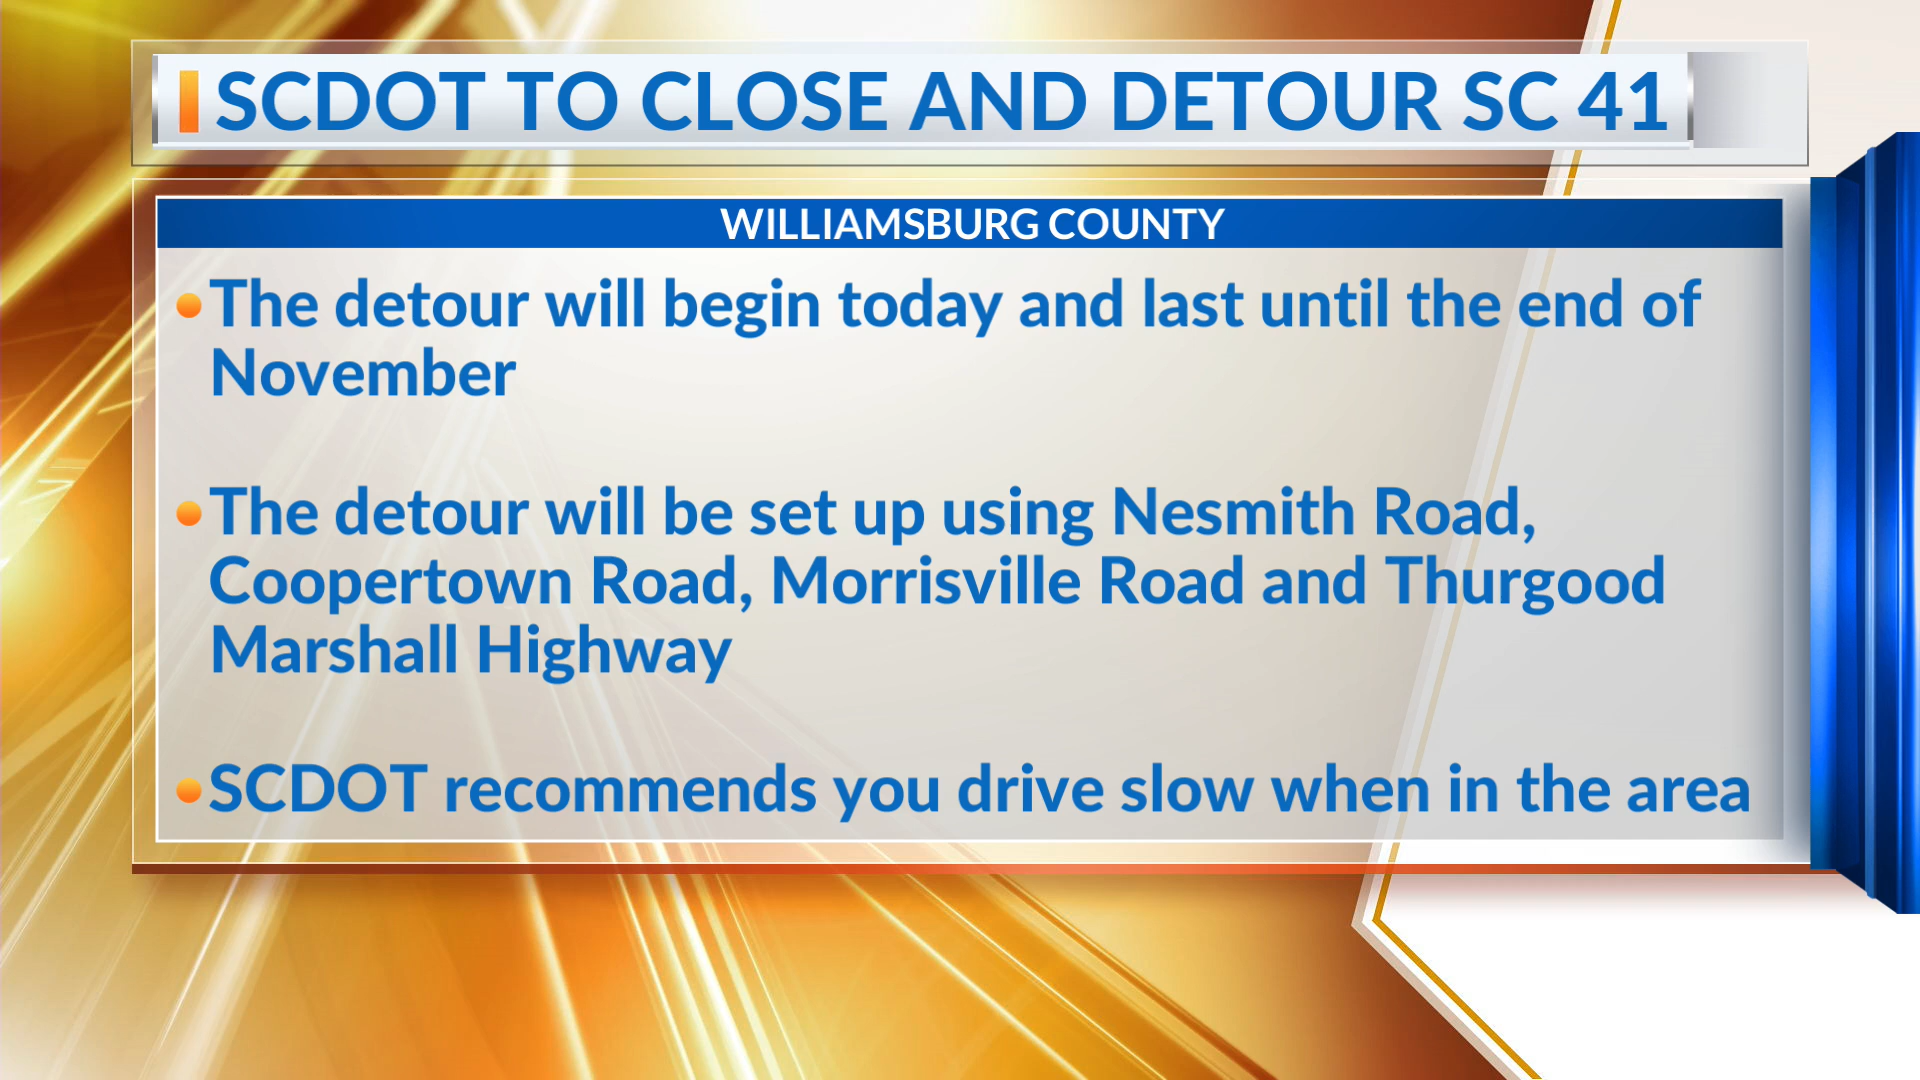 SCDOT TO CLOSE AND DETOUR SC 41
WILLIAMSBURG COUNTY
•The detour will begin today and last until the end of
November
•The detour will be set up using Nesmith Road,
Coopertown Road, Morrisville Road and Thurgood
Marshall Highway
•SCDOT recommends you drive slow when in the area